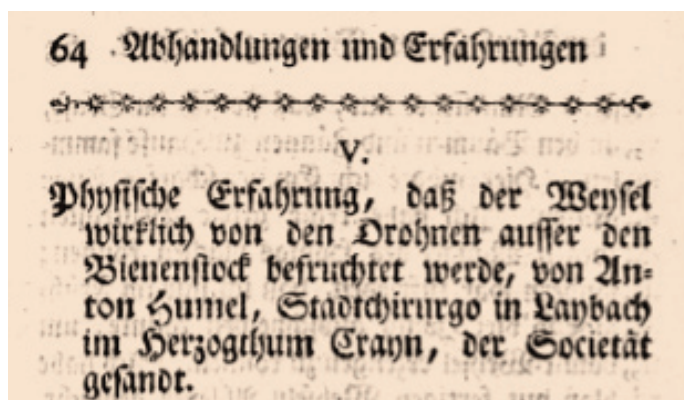 64 Abhandlungen und Erfahrungen
V.
Physische Erfahrung, daß der Weysel
wirklich von den Drohnen ausser den
Bienenstock befruchtet werde, von An=
ton Humel, Stadtchirurgo in Laybach
im Herzogthum Crayn, der Societät
gesandt.